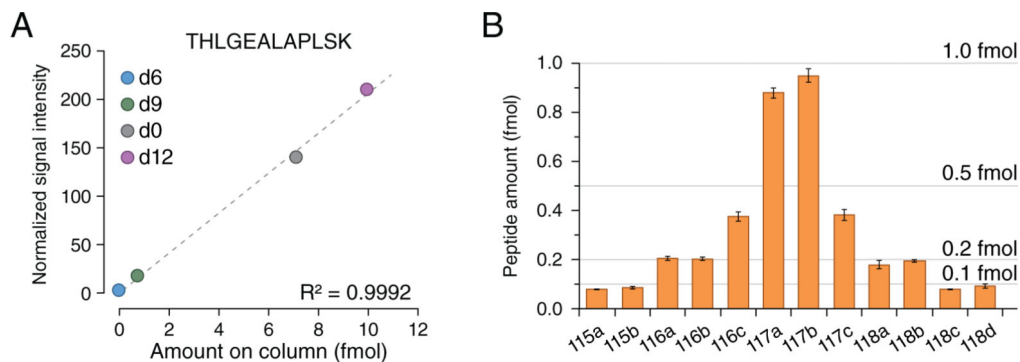 A
THLGEALAPLSK
Normalized signal intensity
250
200
150
100
50
0
d6
d9
d0
d12
R² = 0.9992
0 2 4 6 8 10 12
Amount on column (fmol)
B
Peptide amount (fmol)
1.0
0.8
0.6
0.4
0.2
0.0
1.0 fmol
0.5 fmol
0.2 fmol
0.1 fmol
115a 115b 116a 116b 116c 117a 117b 117c 118a 118b 118c 118d